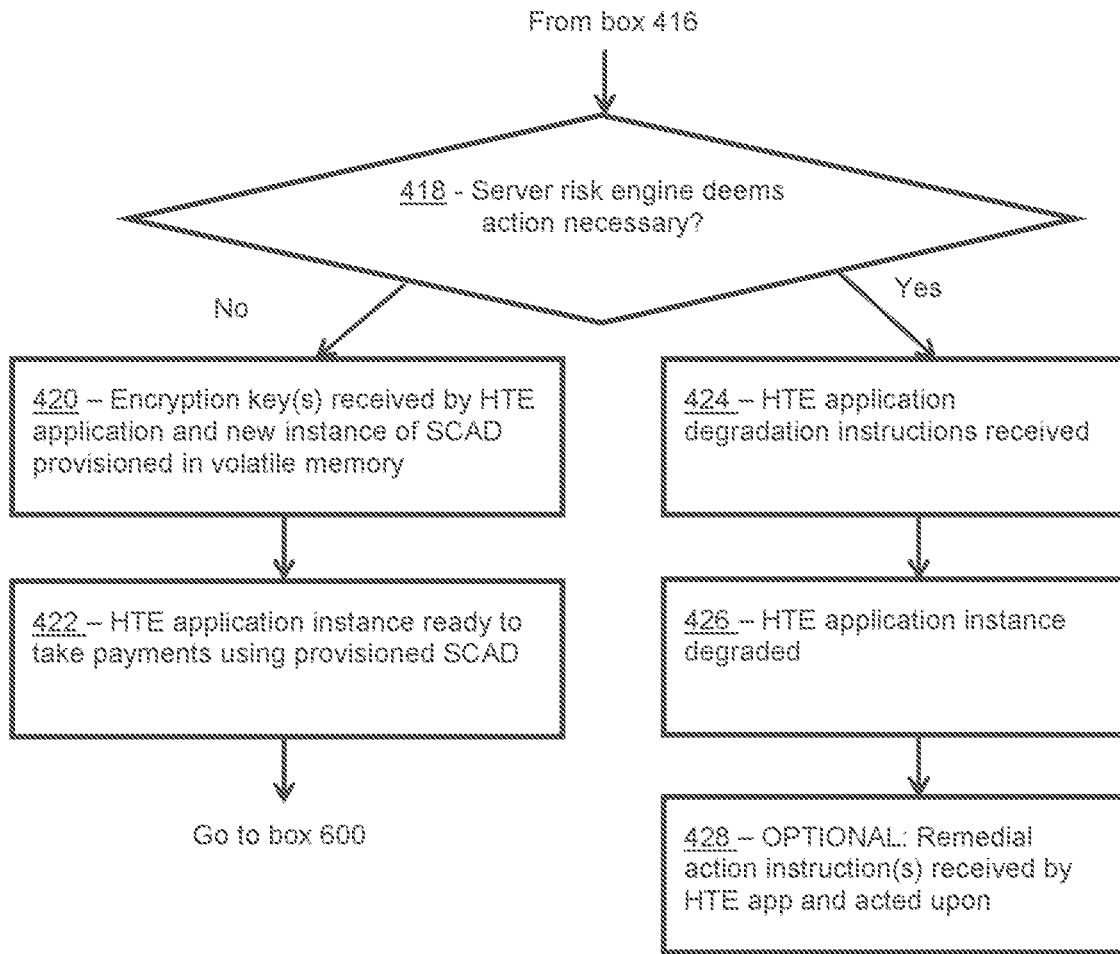 From box 416
418 - Server risk engine deems
action necessary?
No
Yes
420 – Encryption key(s) received by HTE
application and new instance of SCAD
provisioned in volatile memory
424 – HTE application
degradation instructions received
422 – HTE application instance ready to
take payments using provisioned SCAD
426 – HTE application instance
degraded
Go to box 600
428 – OPTIONAL: Remedial
action instruction(s) received by
HTE app and acted upon